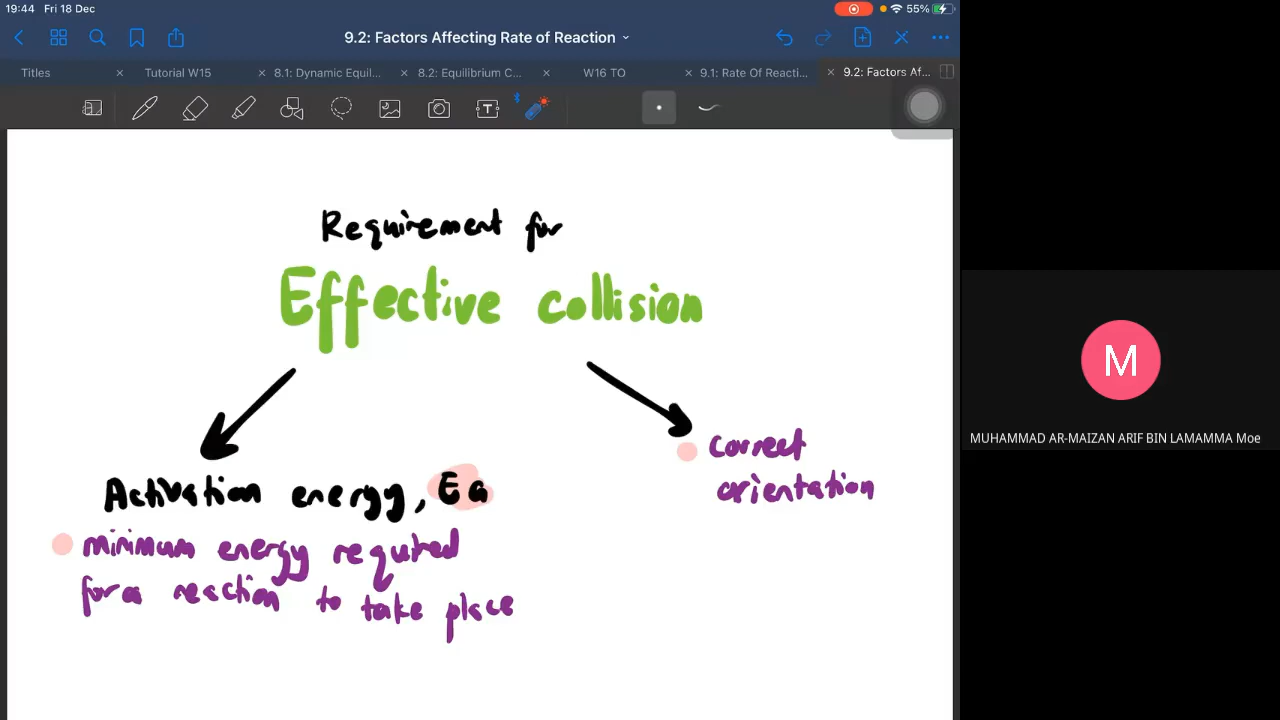 19:44 Fri 18 Dec
55%
9.2: Factors Affecting Rate of Reaction
Titles
Tutorial W15
8.1: Dynamic Equil...
8.2: Equilibrium C...
W16 TO
9.1: Rate Of Reacti...
9.2: Factors Af...
T
Requirement for
Effective collision
Activation energy, Ea
minimum energy required
for a reaction to take place
correct
orientation
M
MUHAMMAD AR-MAIZAN ARIF BIN LAMAMMA Moe